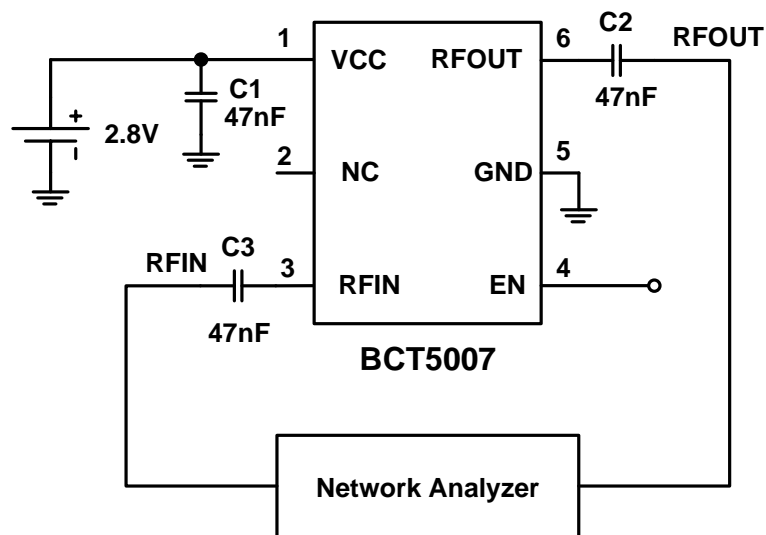 1
VCC
RFOUT
6
C2
RFOUT
47nF
C1
47nF
+
2.8V
2
NC
GND
5
RFIN
C3
3
RFIN
EN
4
47nF
BCT5007
Network Analyzer